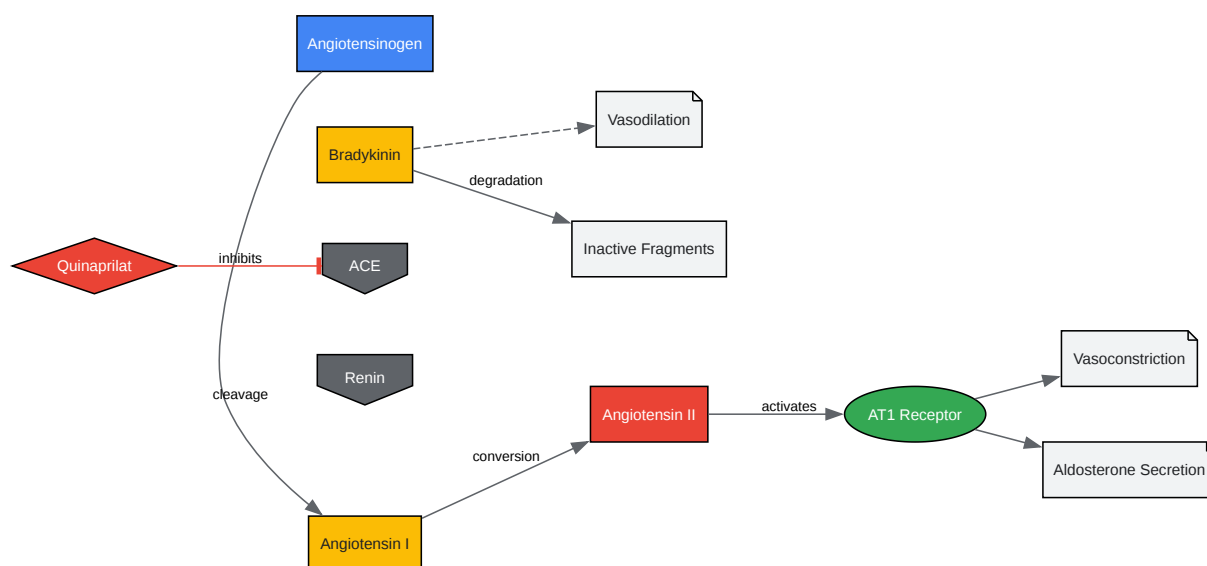 Angiotensinogen
Vasodilation
Bradykinin
degradation
Inactive Fragments
Quinaprilat
inhibits
ACE
Renin
cleavage
Vasoconstriction
Angiotensin II
activates
AT1 Receptor
conversion
Aldosterone Secretion
Angiotensin I